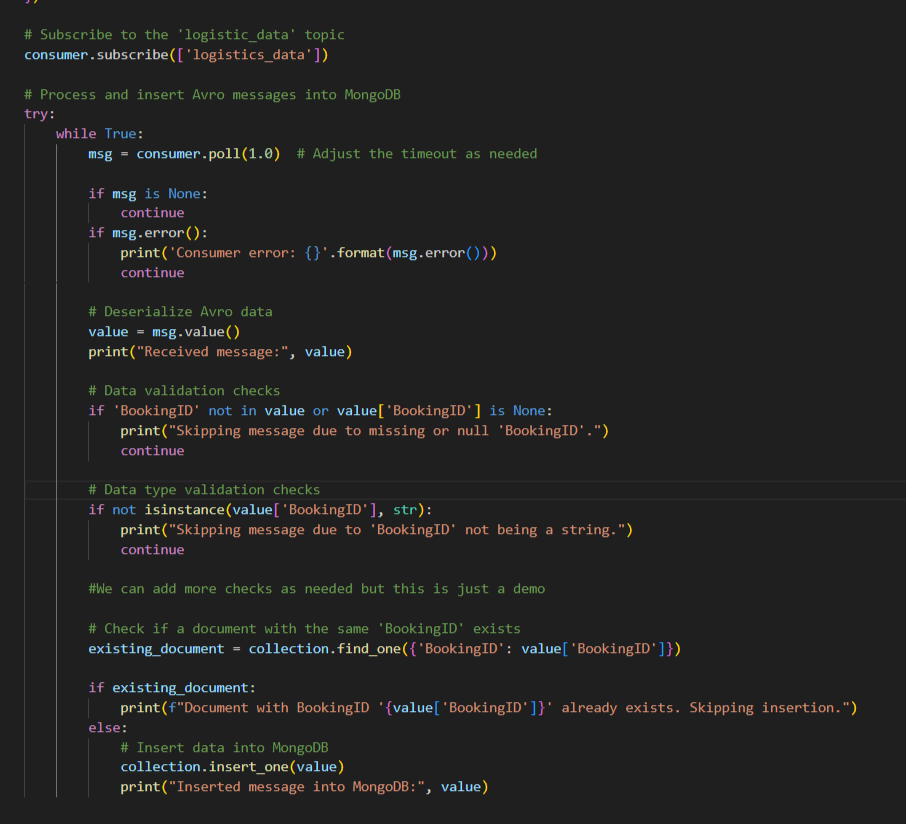 })
# Subscribe to the 'logistic_data' topic
consumer.subscribe(['logistics_data'])
# Process and insert Avro messages into MongoDB
try:
    while True:
        msg = consumer.poll(1.0)  # Adjust the timeout as needed
        if msg is None:
            continue
        if msg.error():
            print('Consumer error: {}'.format(msg.error()))
            continue
        # Deserialize Avro data
        value = msg.value()
        print("Received message:", value)
        # Data validation checks
        if 'BookingID' not in value or value['BookingID'] is None:
            print("Skipping message due to missing or null 'BookingID'.")
            continue
        # Data type validation checks
        if not isinstance(value['BookingID'], str):
            print("Skipping message due to 'BookingID' not being a string.")
            continue
        #We can add more checks as needed but this is just a demo
        # Check if a document with the same 'BookingID' exists
        existing_document = collection.find_one({'BookingID': value['BookingID']})
        if existing_document:
            print(f"Document with BookingID '{value['BookingID']}' already exists. Skipping insertion.")
        else:
            # Insert data into MongoDB
            collection.insert_one(value)
            print("Inserted message into MongoDB:", value)